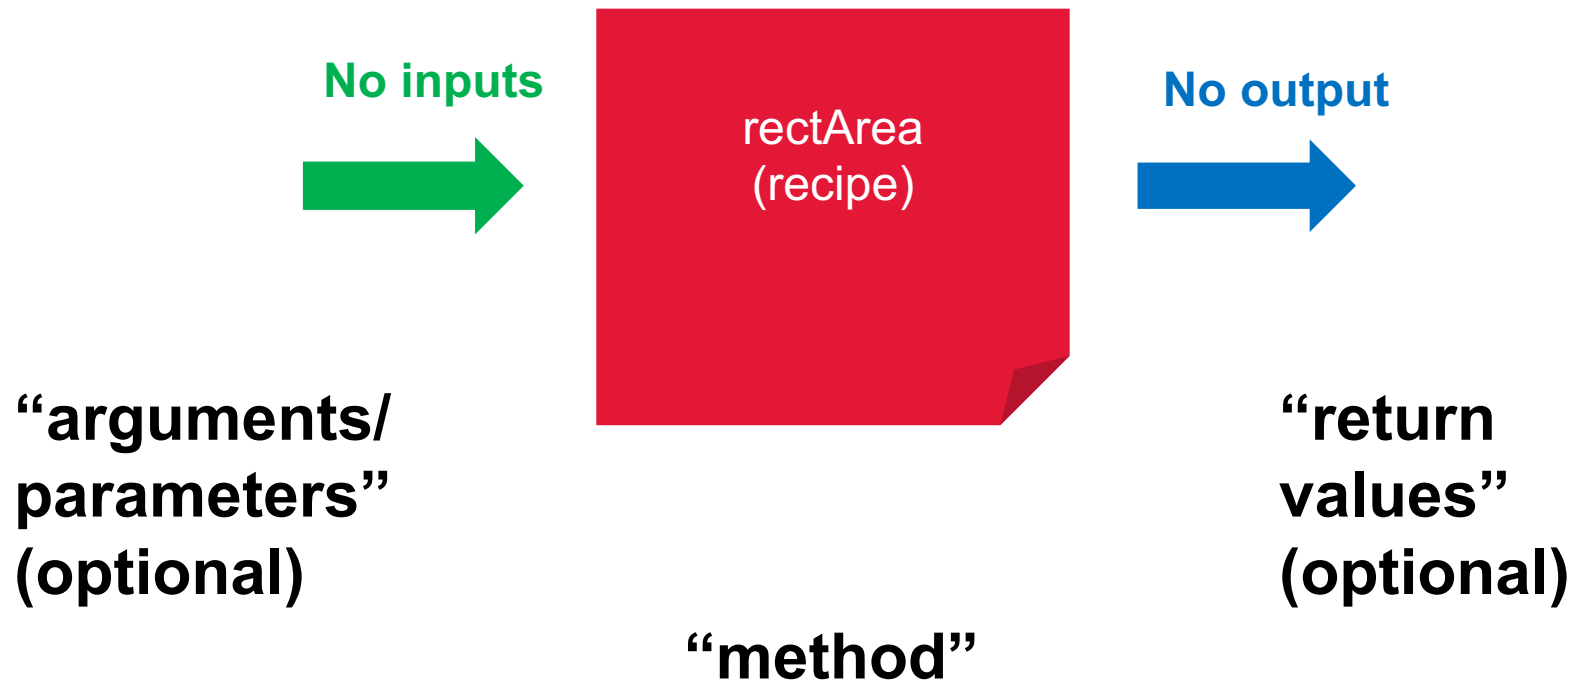 No inputs
rectArea
(recipe)
No output
“arguments/
parameters”
(optional)
“return
values”
(optional)
“method”